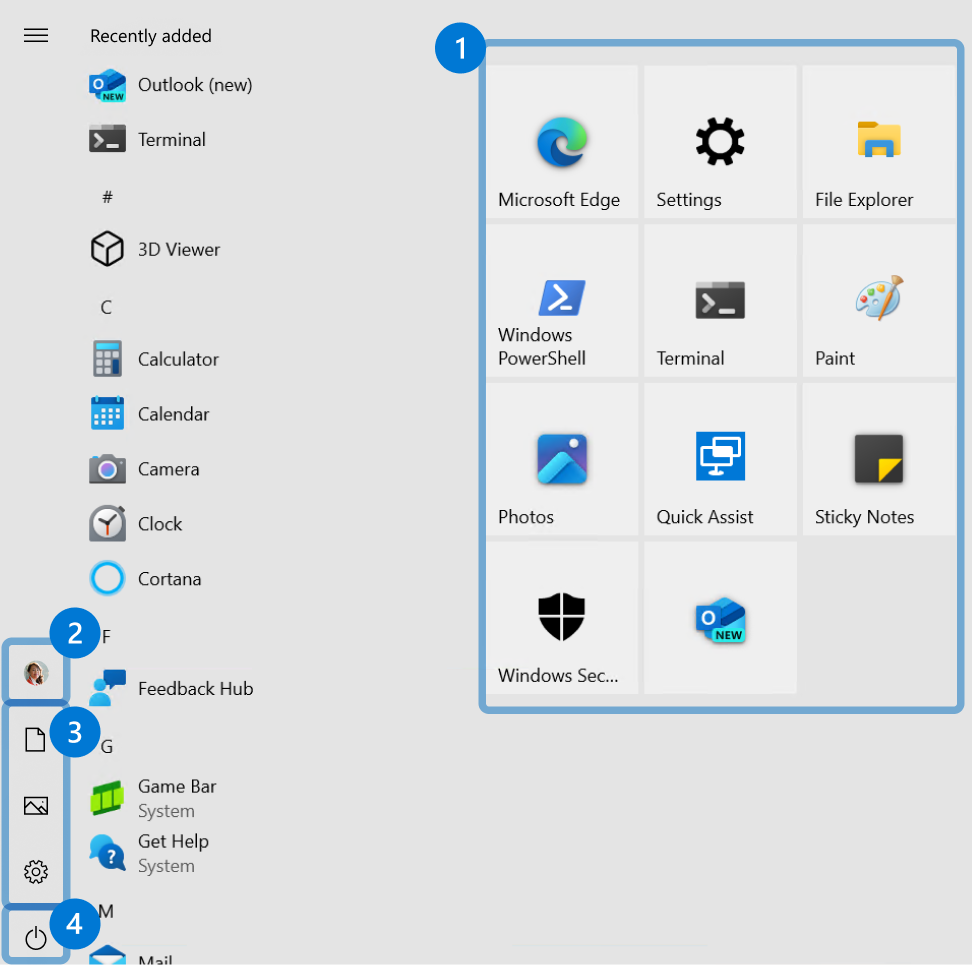 Recently added
Outlook (new)
NEW
Terminal
#
3D Viewer
C
Calculator
Calendar
Camera
Clock
Cortana
F
Feedback Hub
G
Game Bar
System
Get Help
System
M
Mail
1
Microsoft Edge
Settings
File Explorer
Windows
PowerShell
Terminal
Paint
Photos
Quick Assist
Sticky Notes
Windows Sec...
NEW
2
3
4